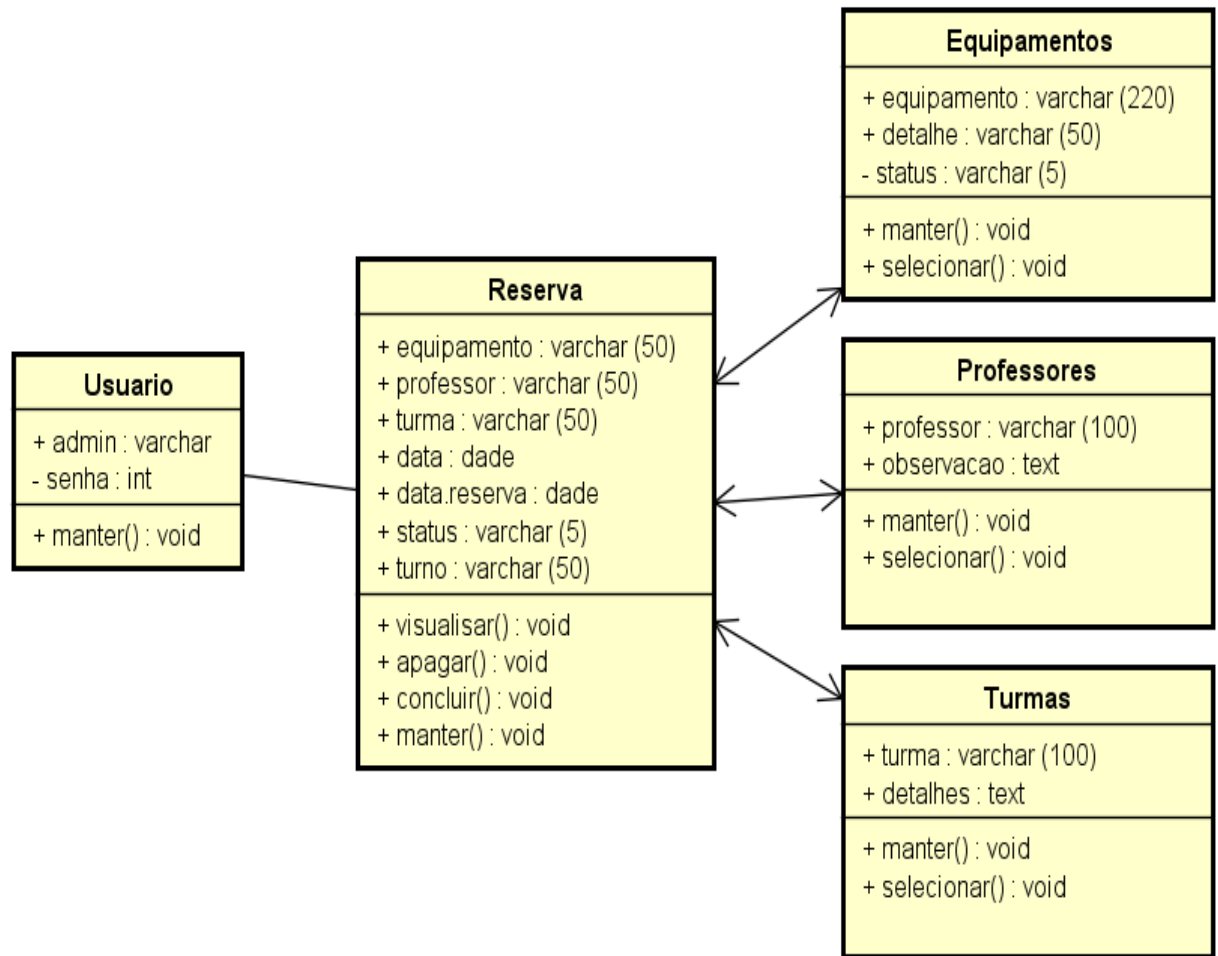 Usuario
+ admin : varchar
- senha : int
+ manter() : void
Reserva
+ equipamento : varchar (50)
+ professor : varchar (50)
+ turma : varchar (50)
+ data : dade
+ data.reserva : dade
+ status : varchar (5)
+ turno : varchar (50)
+ visualisar() : void
+ apagar() : void
+ concluir() : void
+ manter() : void
Equipamentos
+ equipamento : varchar (220)
+ detalhe : varchar (50)
- status : varchar (5)
+ manter() : void
+ selecionar() : void
Professores
+ professor : varchar (100)
+ observacao : text
+ manter() : void
+ selecionar() : void
Turmas
+ turma : varchar (100)
+ detalhes : text
+ manter() : void
+ selecionar() : void